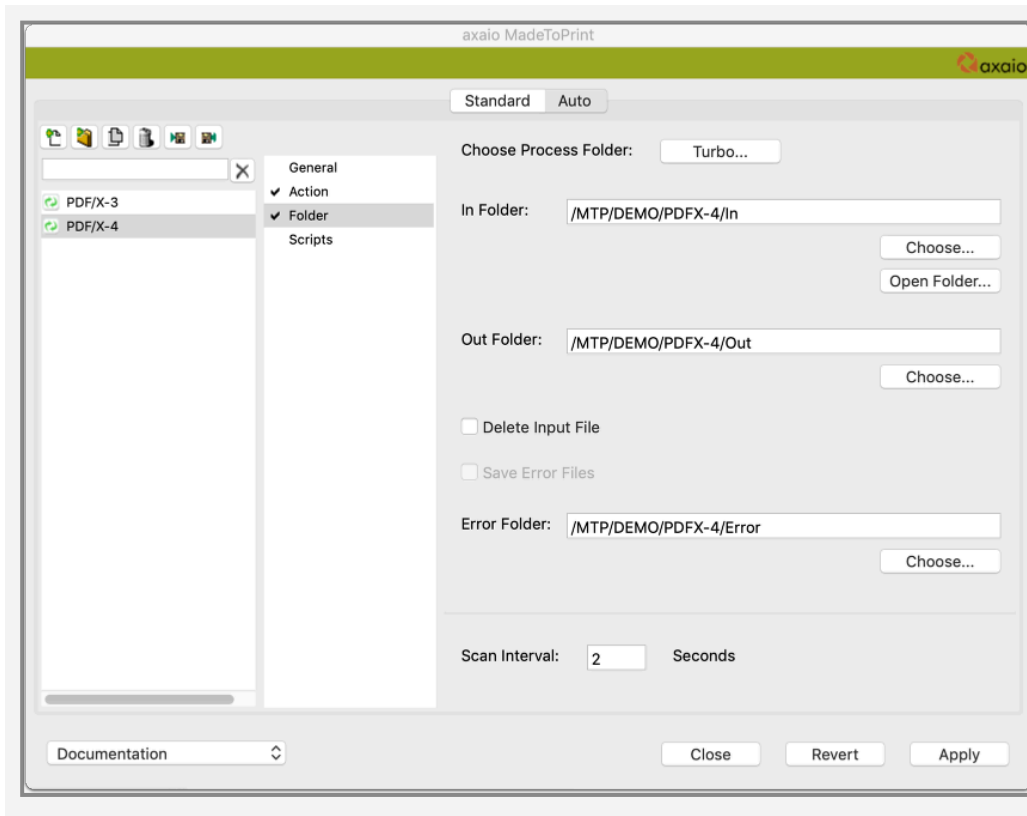 axaio MadeToPrint
axaio
Standard Auto
Choose Process Folder: Turbo...
General
PDF/X-3
Action
In Folder: /MTP/DEMO/PDFX-4/In
PDF/X-4
Folder
Scripts
Choose...
Open Folder...
Out Folder: /MTP/DEMO/PDFX-4/Out
Choose...
Delete Input File
Save Error Files
Error Folder: /MTP/DEMO/PDFX-4/Error
Choose...
Scan Interval: 2 Seconds
Documentation
Close Revert Apply